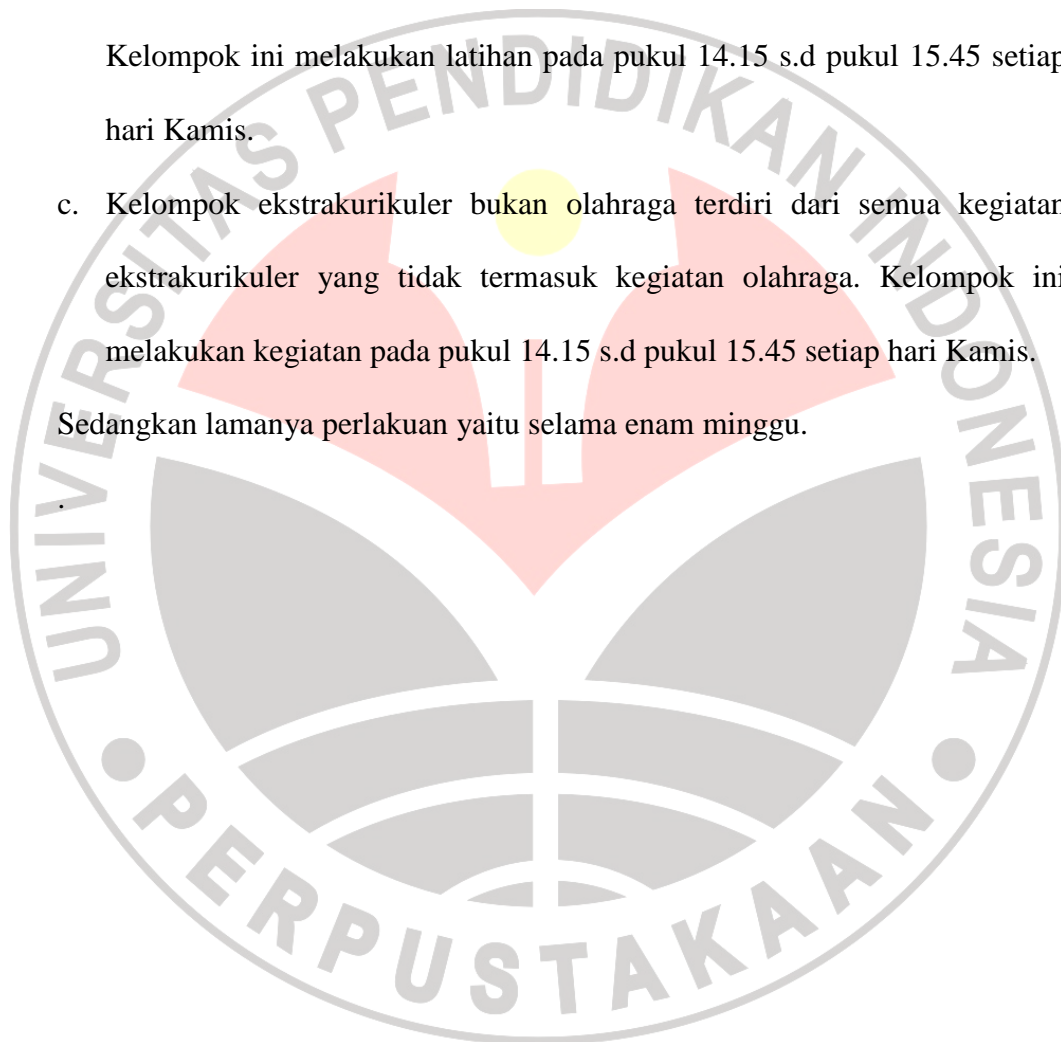 Kelompok ini melakukan latihan pada pukul 14.15 s.d pukul 15.45 setiap
hari Kamis.
c. Kelompok ekstrakurikuler bukan olahraga terdiri dari semua kegiatan
ekstrakurikuler yang tidak termasuk kegiatan olahraga. Kelompok ini
melakukan kegiatan pada pukul 14.15 s.d pukul 15.45 setiap hari Kamis.
Sedangkan lamanya perlakuan yaitu selama enam minggu.
.
UNIVERSITAS PENDIDIKAN INDONESIA
PERPUSTAKAAN